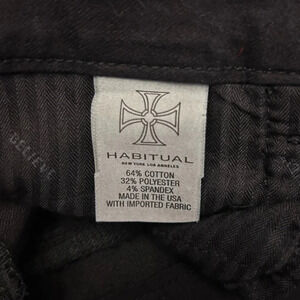 HABITUAL
NEW YORK LOS ANGELES
64% COTTON
32% POLYESTER
4% SPANDEX
MADE IN THE USA
WITH IMPORTED FABRIC